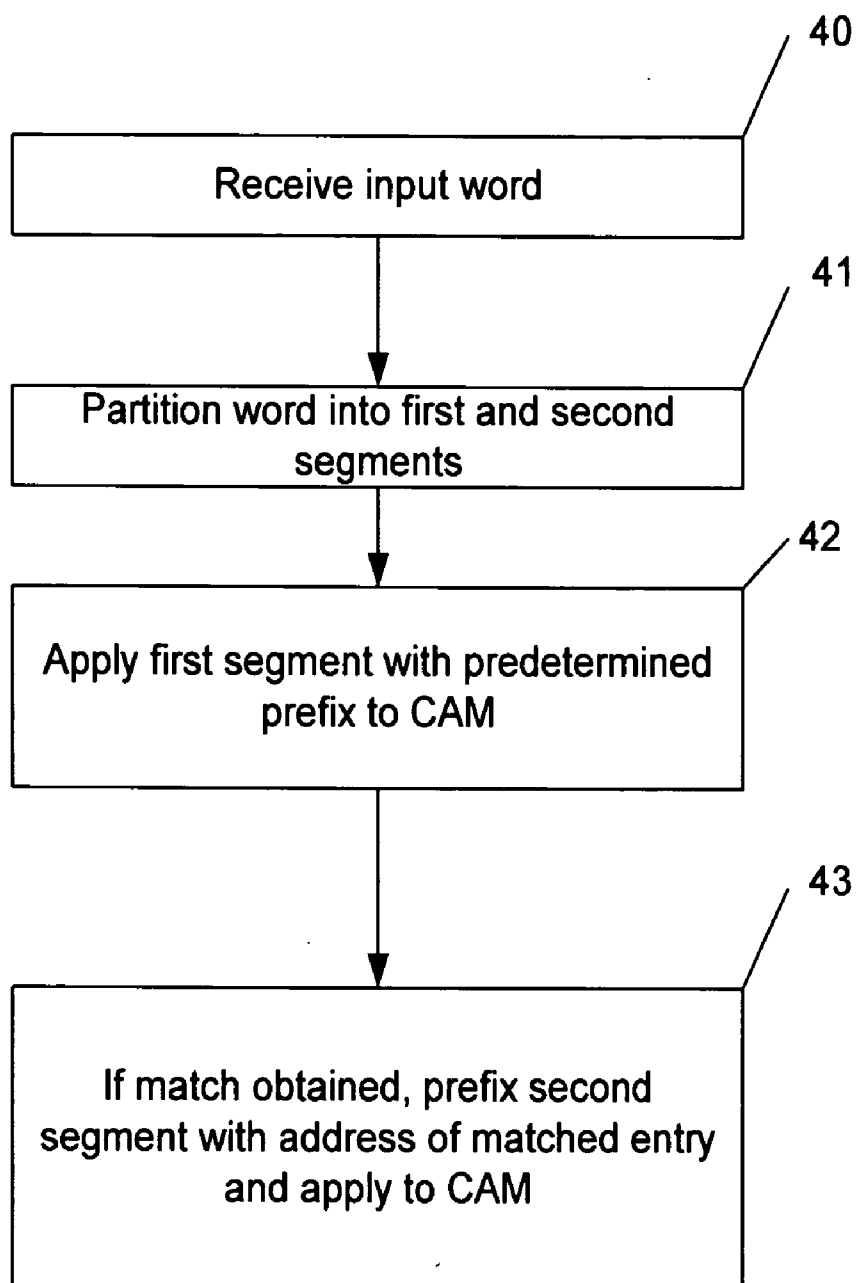 40
Receive input word
41
Partition word into first and second
segments
42
Apply first segment with predetermined
prefix to CAM
43
If match obtained, prefix second
segment with address of matched entry
and apply to CAM